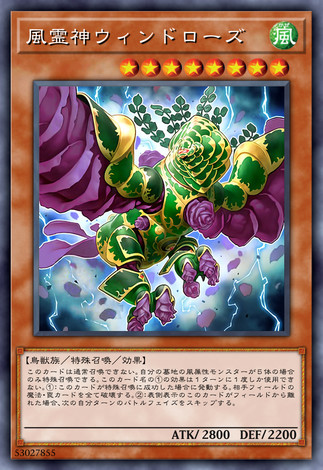 風霊神ウィンドローズ
風
【鳥獣族／特殊召喚／効果】
このカードは通常召喚できない。自分の墓地の風属性モンスターが５体の場合
のみ特殊召喚できる。このカード名の①の効果は１ターンに１度しか使用でき
ない。①：このカードが特殊召喚に成功した場合に発動する。相手フィールドの
魔法・罠カードを全て破壊する。②：表側表示のこのカードがフィールドから離
れた場合、次の自分ターンのバトルフェイズをスキップする。
ATK/ 2800 DEF/2200
53027855